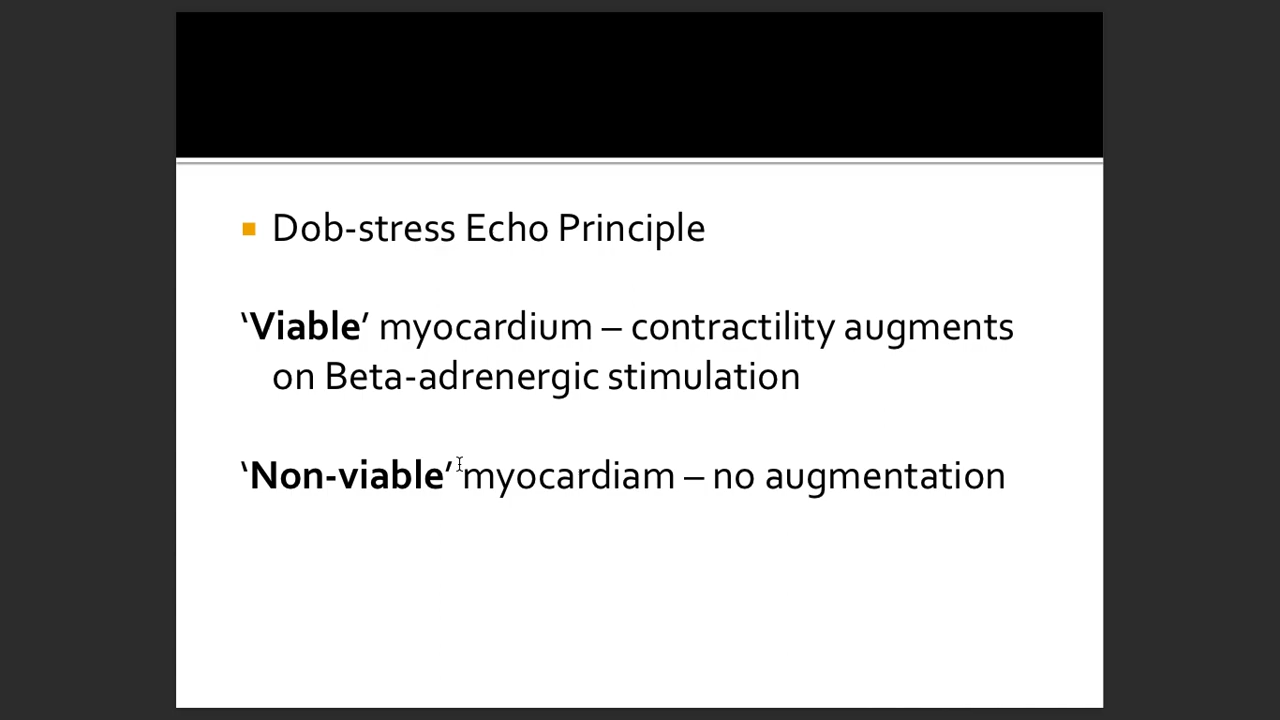 Dob-stress Echo Principle
‘Viable’ myocardium – contractility augments
on Beta-adrenergic stimulation
‘Non-viable’ myocardiam – no augmentation